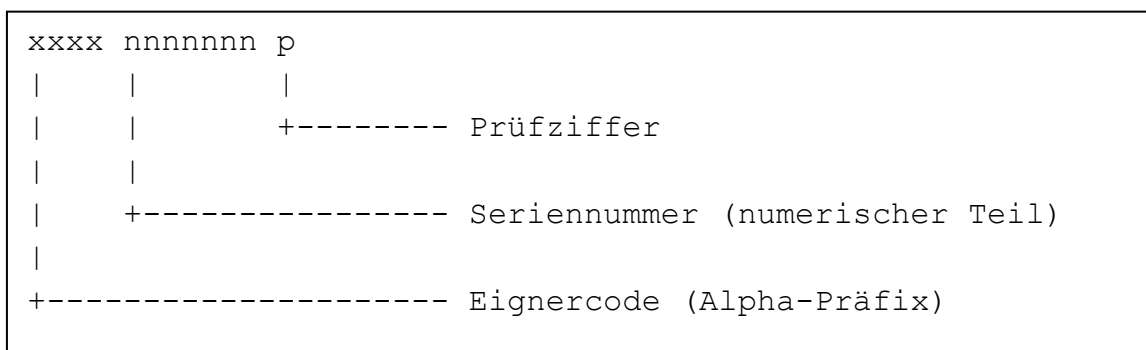 xxxx nnnnnnn p
|    |       |
|    |       +-------- Prüfziffer
|    |
|    +---------------- Seriennummer (numerischer Teil)
|
+--------------------- Eignercode (Alpha-Präfix)